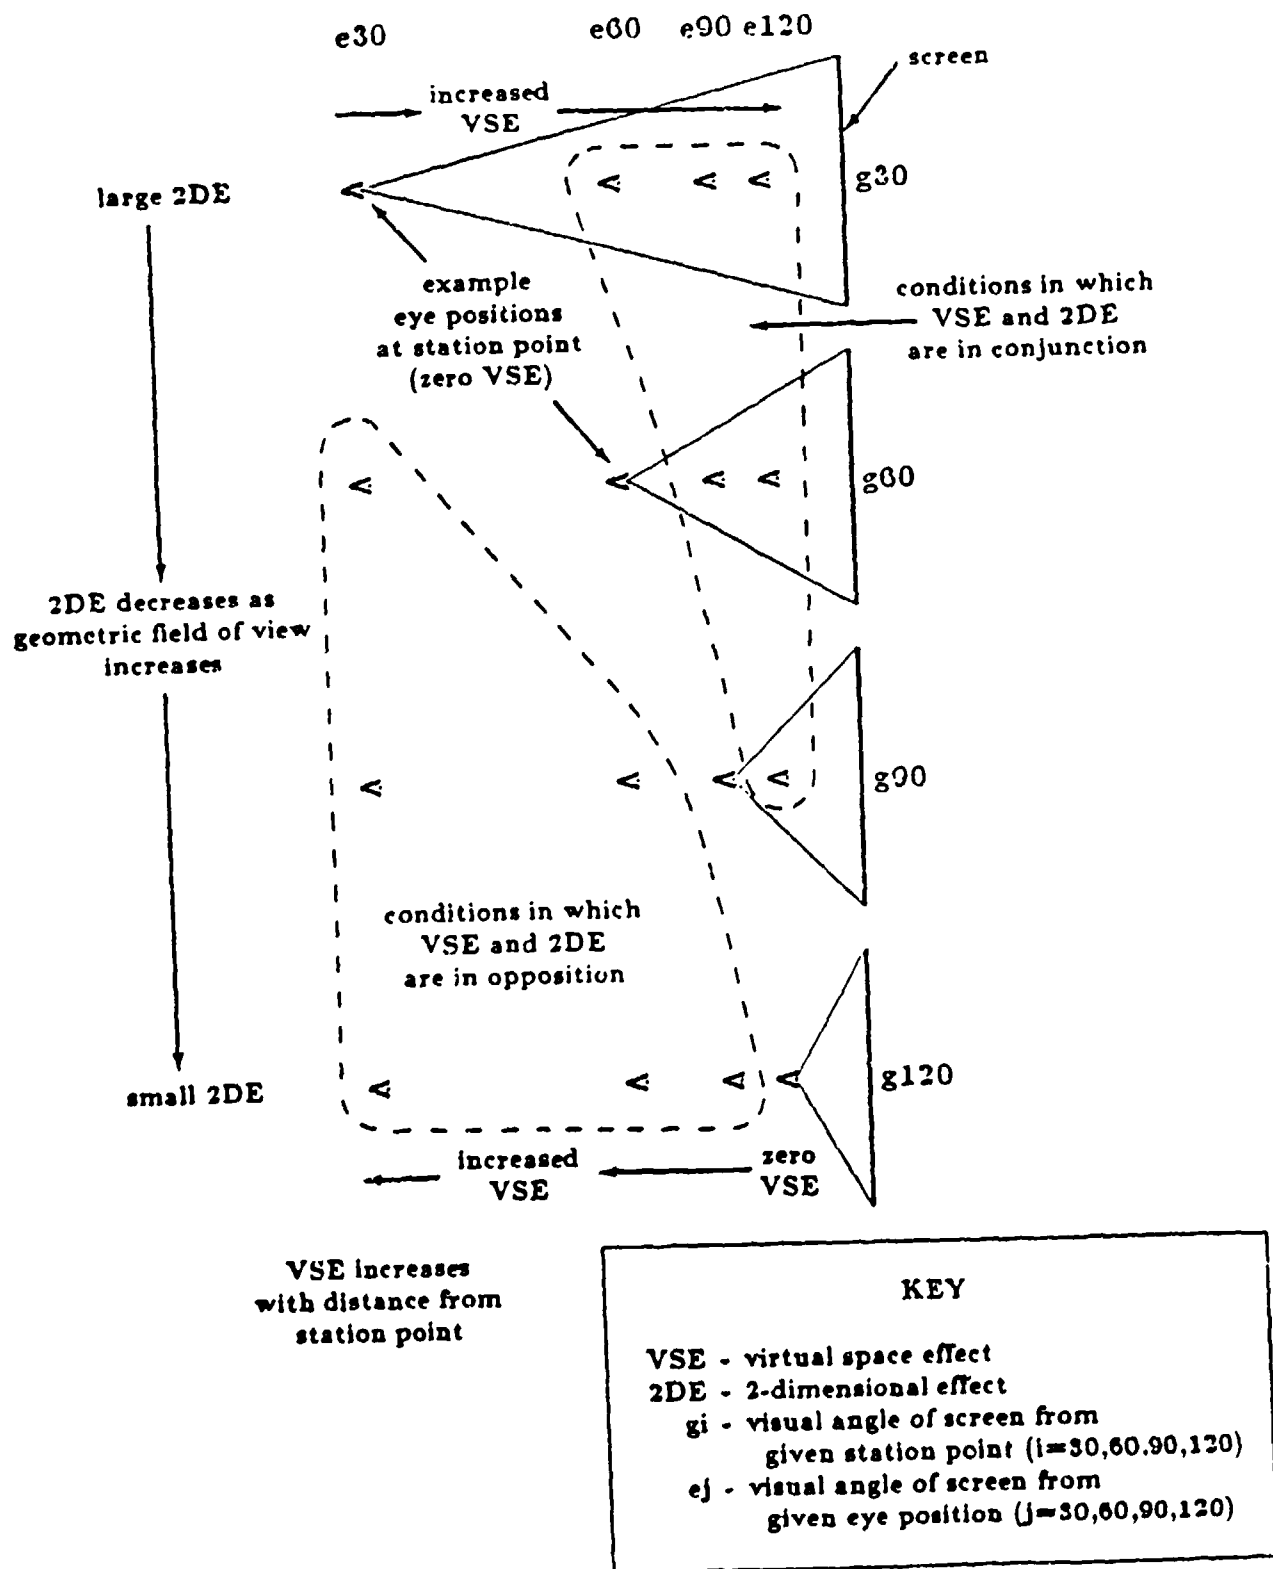 e30 e60 e90 e120
screen
increased
VSE
large 2DE
g30
example
eye positions
at station point
(zero VSE)
conditions in which
VSE and 2DE
are in conjunction
g60
2DE decreases as
geometric field of view
increases
g90
conditions in which
VSE and 2DE
are in opposition
small 2DE
g120
increased
VSE
zero
VSE
VSE increases
with distance from
station point
KEY
VSE - virtual space effect
2DE - 2-dimensional effect
gi - visual angle of screen from
given station point (i=30,60.90,120)
ej - visual angle of screen from
given eye position (j=30,60,90,120)